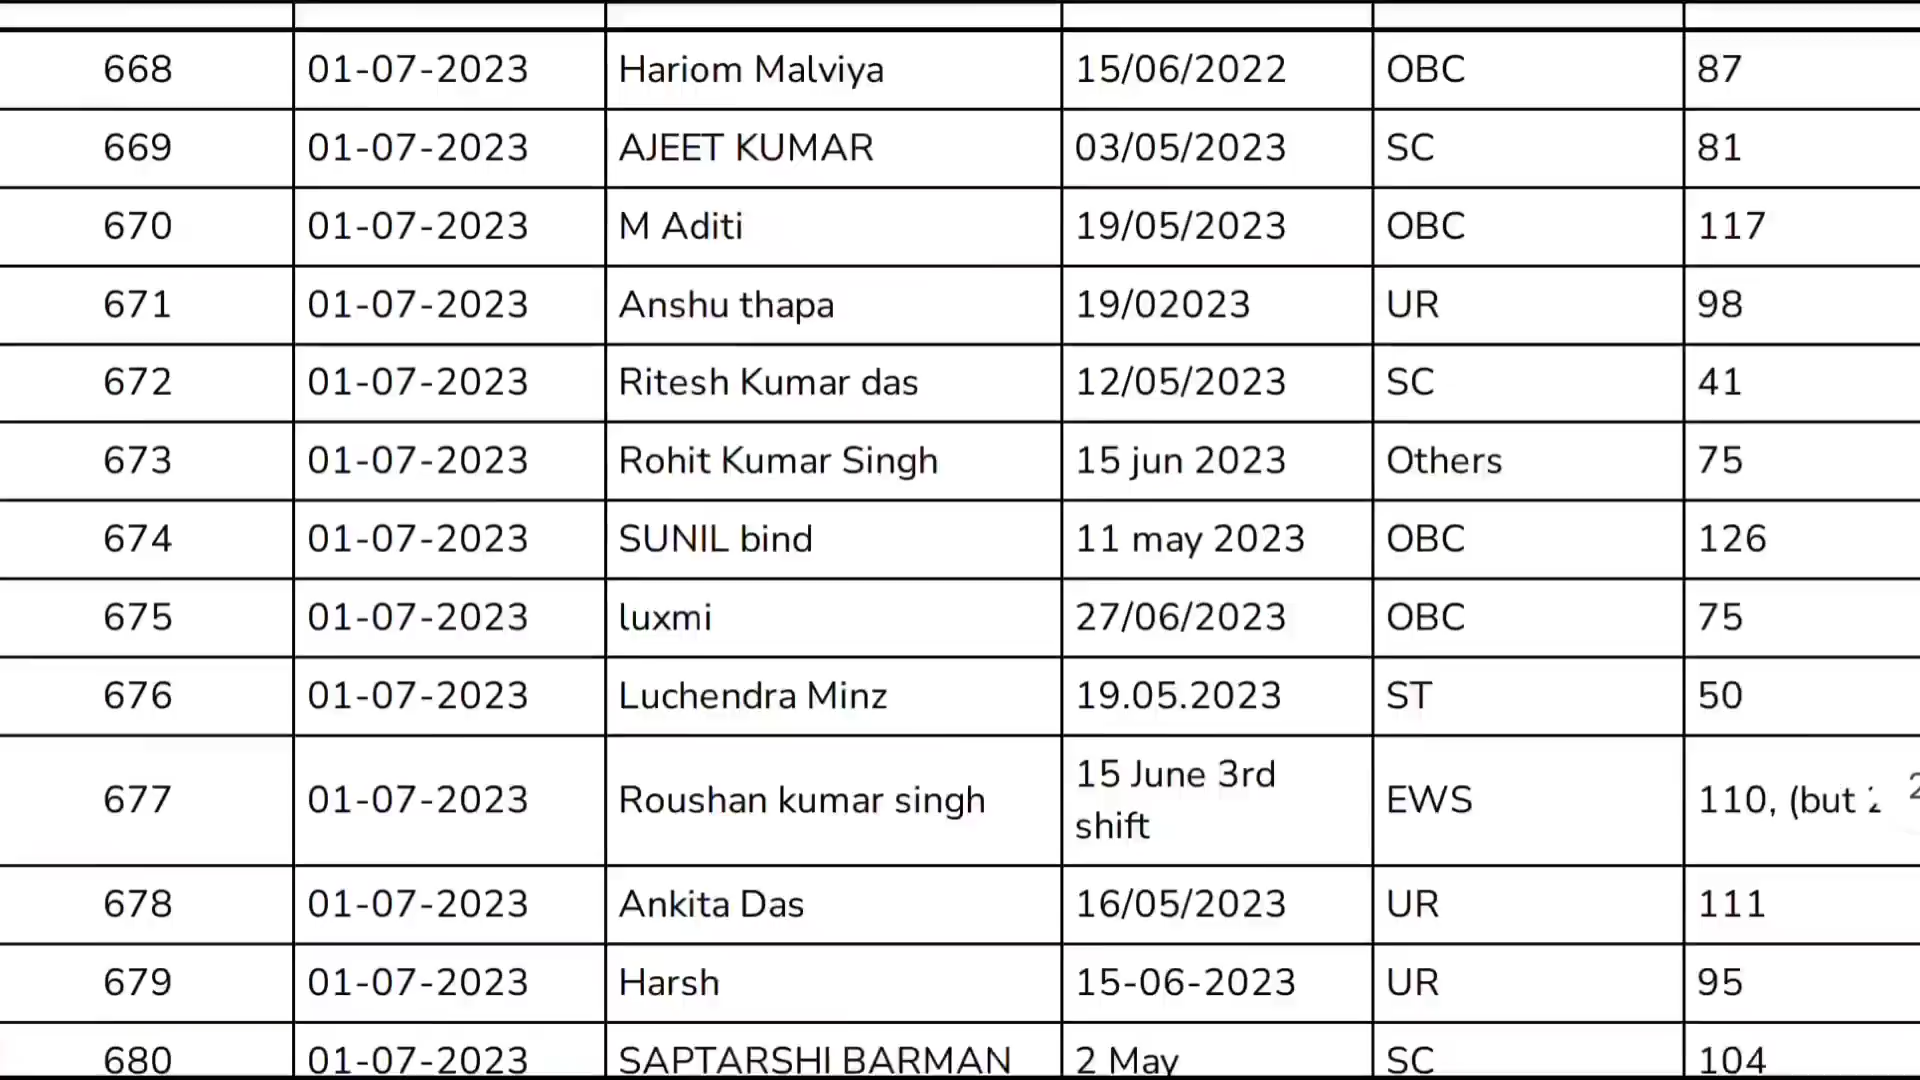 668 01-07-2023 Hariom Malviya 15/06/2022 OBC 87
669 01-07-2023 AJEET KUMAR 03/05/2023 SC 81
670 01-07-2023 M Aditi 19/05/2023 OBC 117
671 01-07-2023 Anshu thapa 19/02023 UR 98
672 01-07-2023 Ritesh Kumar das 12/05/2023 SC 41
673 01-07-2023 Rohit Kumar Singh 15 jun 2023 Others 75
674 01-07-2023 SUNIL bind 11 may 2023 OBC 126
675 01-07-2023 luxmi 27/06/2023 OBC 75
676 01-07-2023 Luchendra Minz 19.05.2023 ST 50
677 01-07-2023 Roushan kumar singh 15 June 3rd EWS 110, (but
shift
678 01-07-2023 Ankita Das 16/05/2023 UR 111
679 01-07-2023 Harsh 15-06-2023 UR 95
680 01-07-2023 SAPTARSHI BARMAN 2 May SC 104